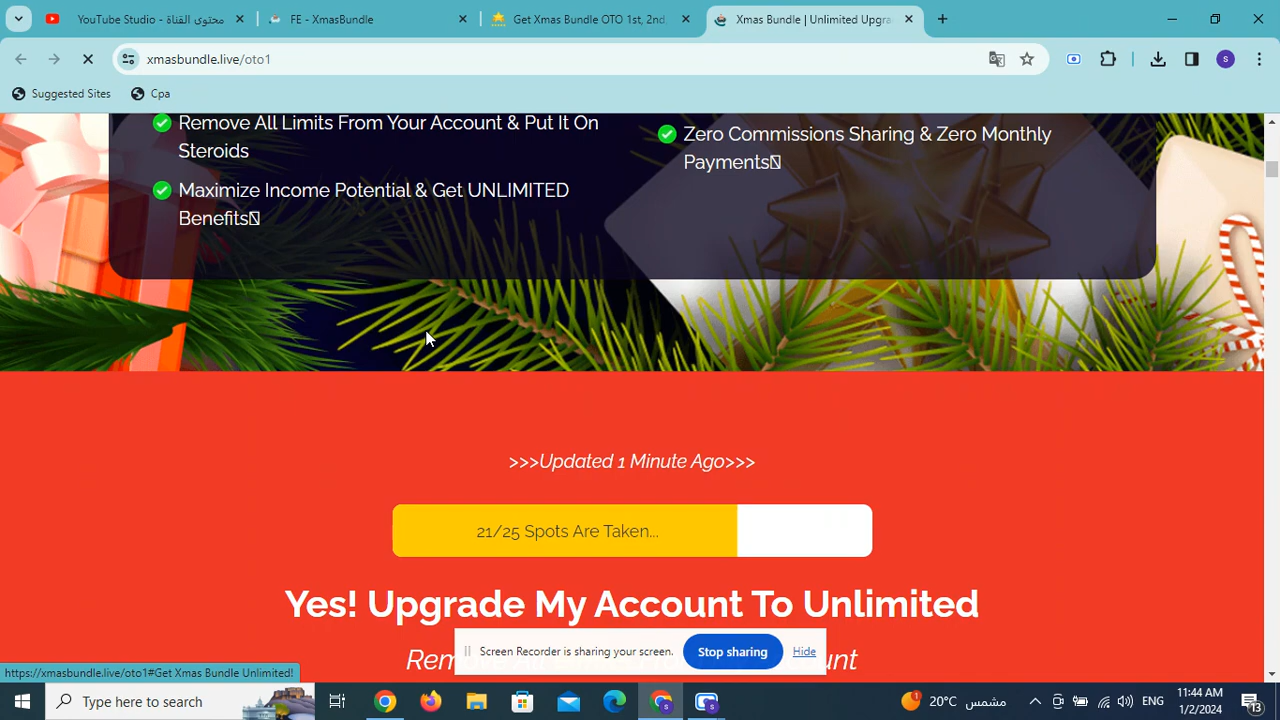 YouTube Studio - محتوى القناة
FE - XmasBundle
Get Xmas Bundle OTO 1st, 2nd,
Xmas Bundle | Unlimited Upgra
xmasbundle.live/oto1
S
Suggested Sites
Cpa
Remove All Limits From Your Account & Put It On
Steroids
Maximize Income Potential & Get UNLIMITED
Benefits
Zero Commissions Sharing & Zero Monthly
Payments
>>>Updated 1 Minute Ago>>>
21/25 Spots Are Taken...
Yes! Upgrade My Account To Unlimited
Screen Recorder is sharing your screen.
Stop sharing
Hide
https://xmasbundle.live/oto1#Get Xmas Bundle Unlimited!
Type here to search
1
20°C مشمس
ENG
11:44 AM
1/2/2024
13